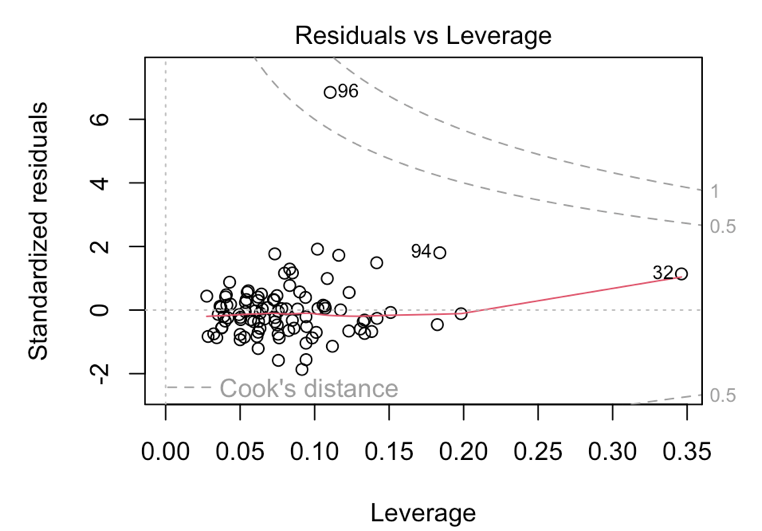 Residuals vs Leverage
Standardized residuals
6
4
2
0
-2
96
94
32
1
0.5
0.5
Cook's distance
0.00 0.05 0.10 0.15 0.20 0.25 0.30 0.35
Leverage